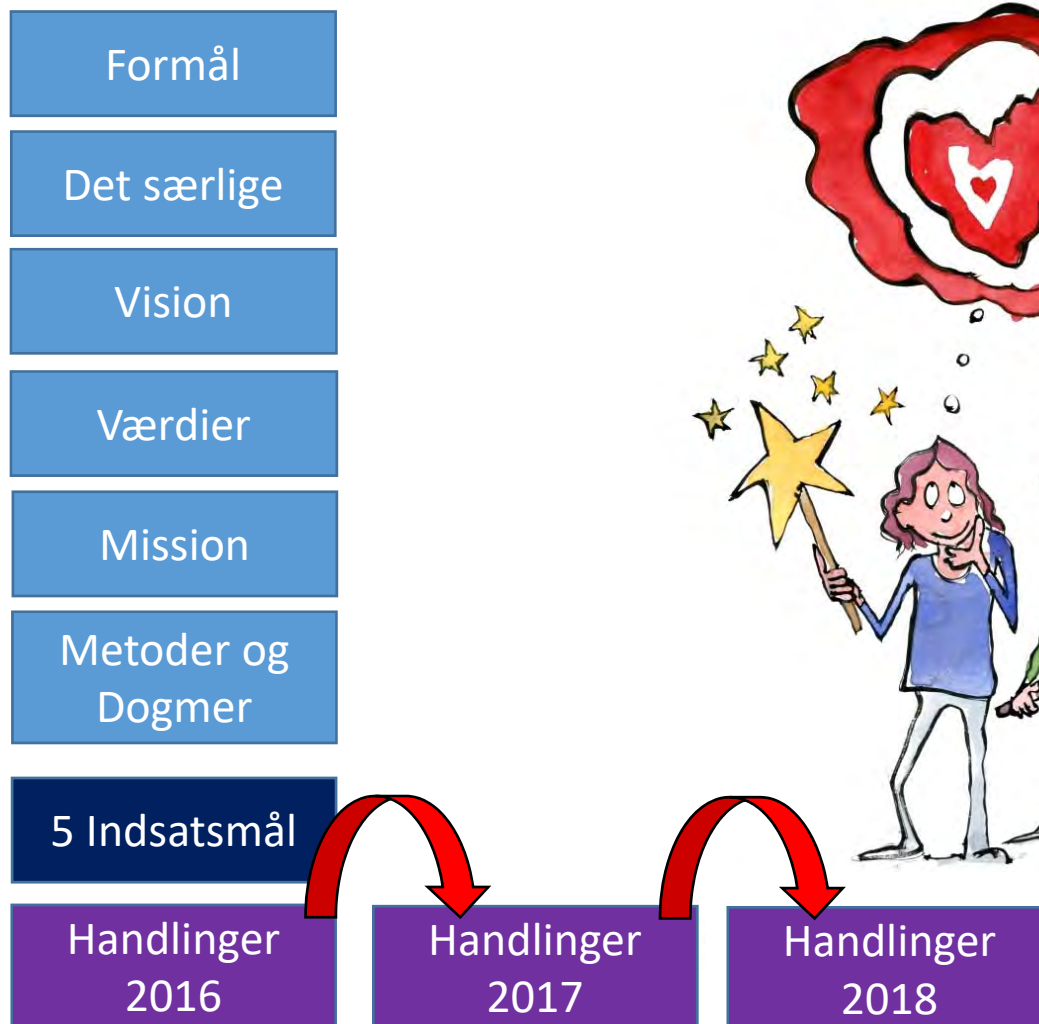 Formål
Det særlige
Vision
Værdier
Mission
Metoder og
Dogmer
5 Indsatsmål
Handlinger
2016
Handlinger
2017
Handlinger
2018